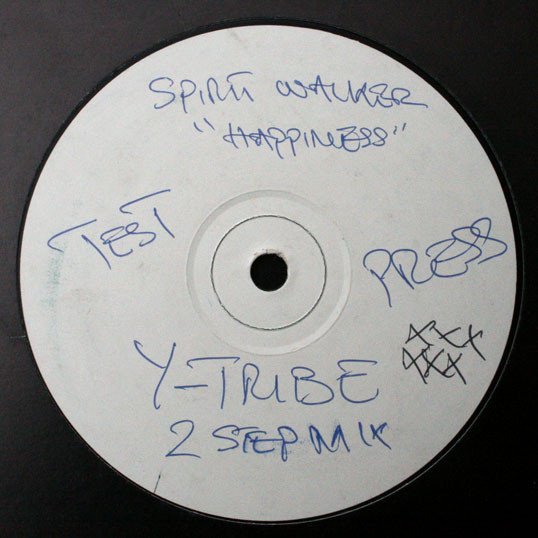 SPIRIT WALKER
"HAPPINESS"
TEST
PRESS
Y-TRIBE
2 STEP MIX